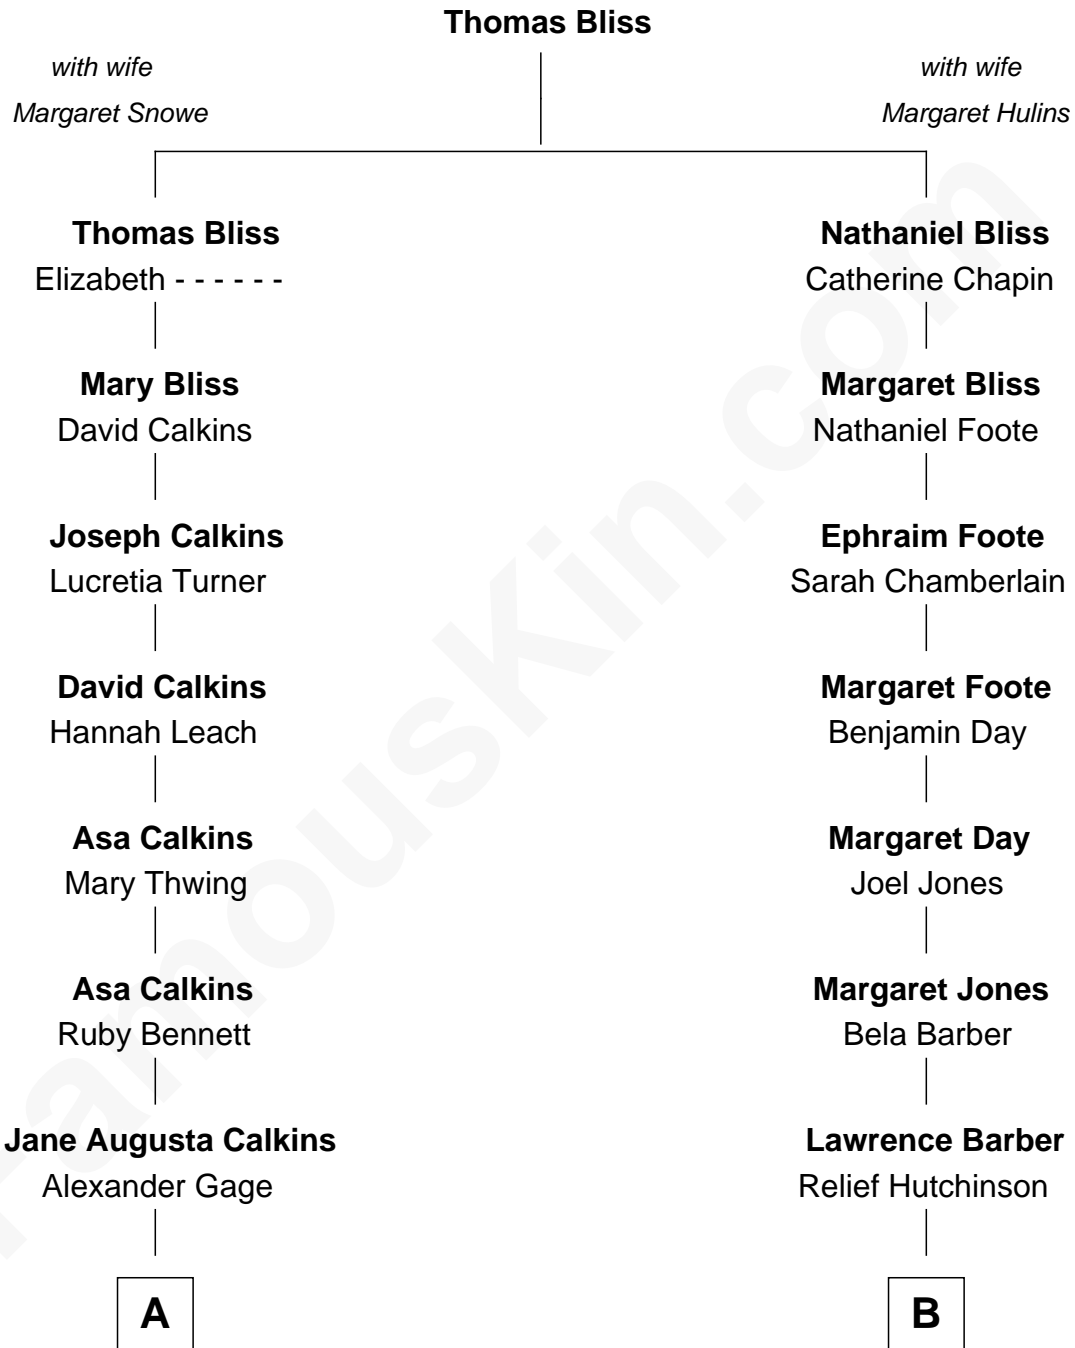 Thomas Bliss
with wife
Margaret Snowe
with wife
Margaret Hulins
Thomas Bliss
Elizabeth - - - - - -
Nathaniel Bliss
Catherine Chapin
Mary Bliss
David Calkins
Margaret Bliss
Nathaniel Foote
Joseph Calkins
Lucretia Turner
Ephraim Foote
Sarah Chamberlain
David Calkins
Hannah Leach
Margaret Foote
Benjamin Day
Asa Calkins
Mary Thwing
Margaret Day
Joel Jones
Asa Calkins
Ruby Bennett
Margaret Jones
Bela Barber
Jane Augusta Calkins
Alexander Gage
Lawrence Barber
Relief Hutchinson
A
B
FamousKin.com